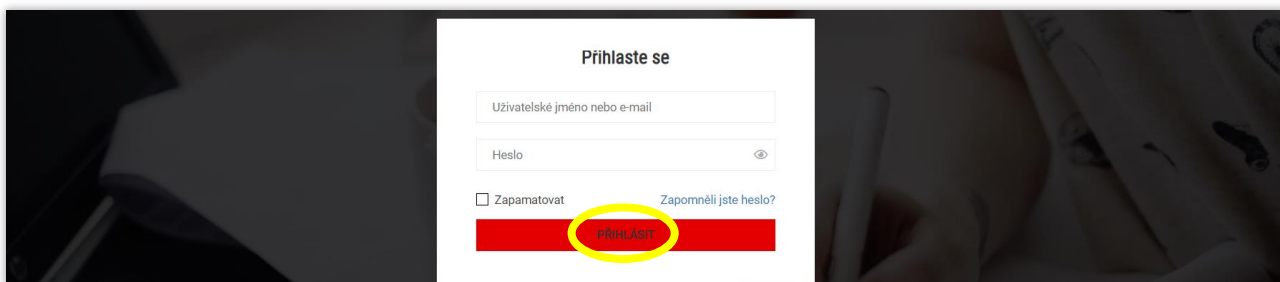 Přihlaste se
Uživatelské jméno nebo e-mail
Heslo
Zapamatovat Zapomněli jste heslo?
PŘIHLÁSIT